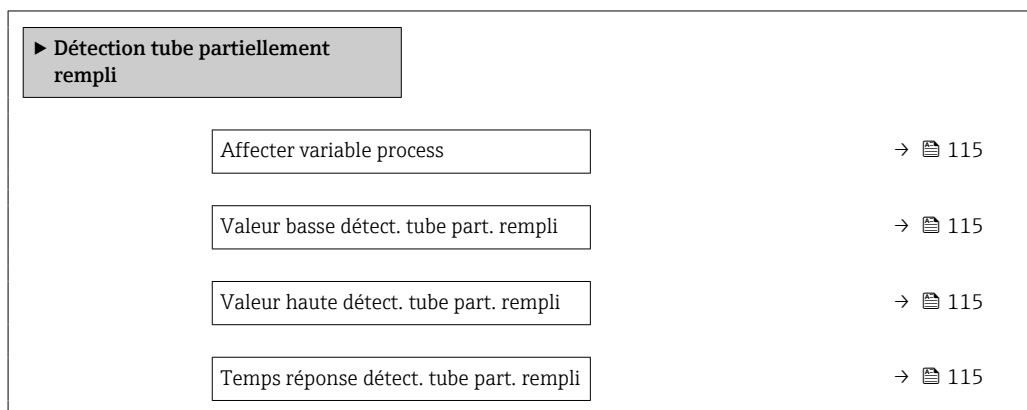 ► Détection tube partiellement
rempli
Affecter variable process → 115
Valeur basse détect. tube part. rempli → 115
Valeur haute détect. tube part. rempli → 115
Temps réponse détect. tube part. rempli → 115